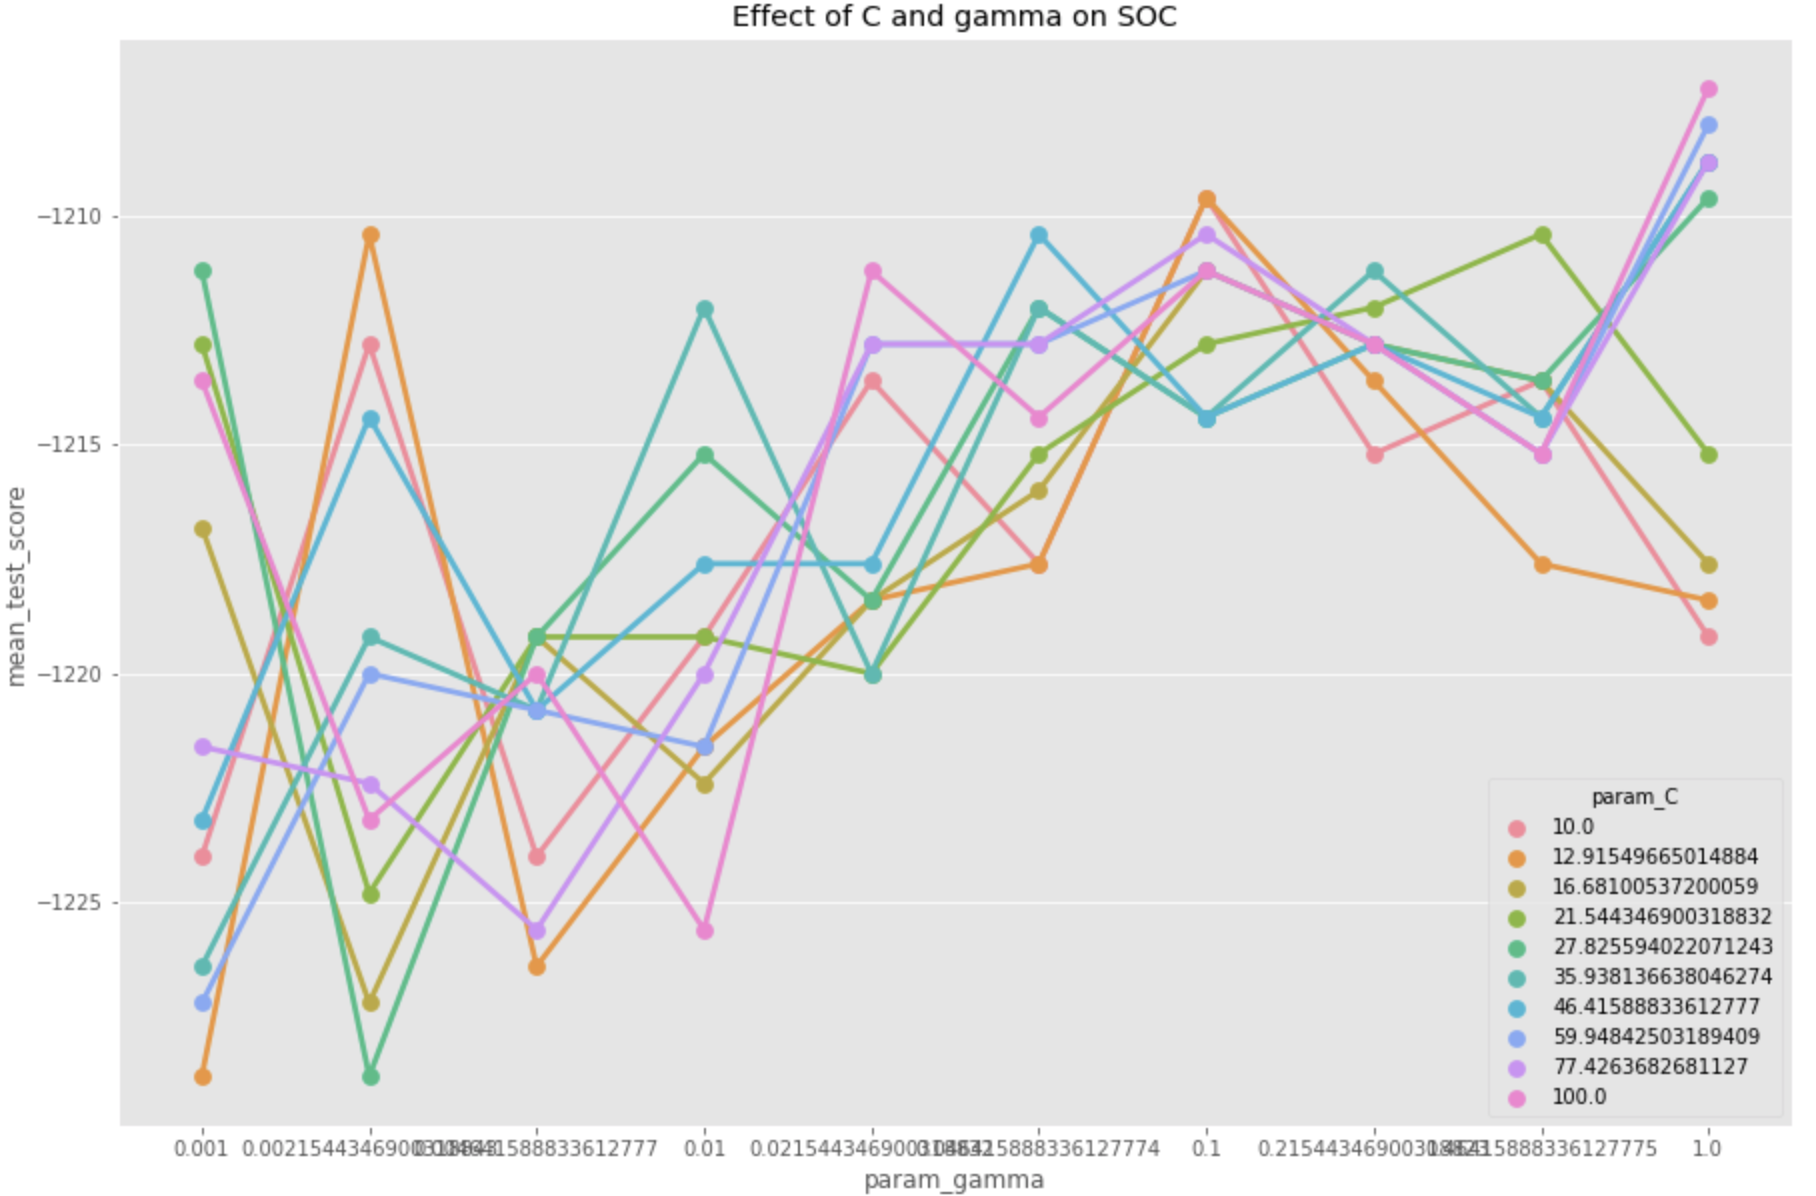 Effect of C and gamma on SOC
mean_test_score
−1210
−1215
−1220
−1225
param_C
10.0
12.91549665014884
16.68100537200059
21.544346900318832
27.825594022071243
35.938136638046274
46.41588833612777
59.94842503189409
77.4263682681127
100.0
0.001 0.01 0.1 1.0
param_gamma